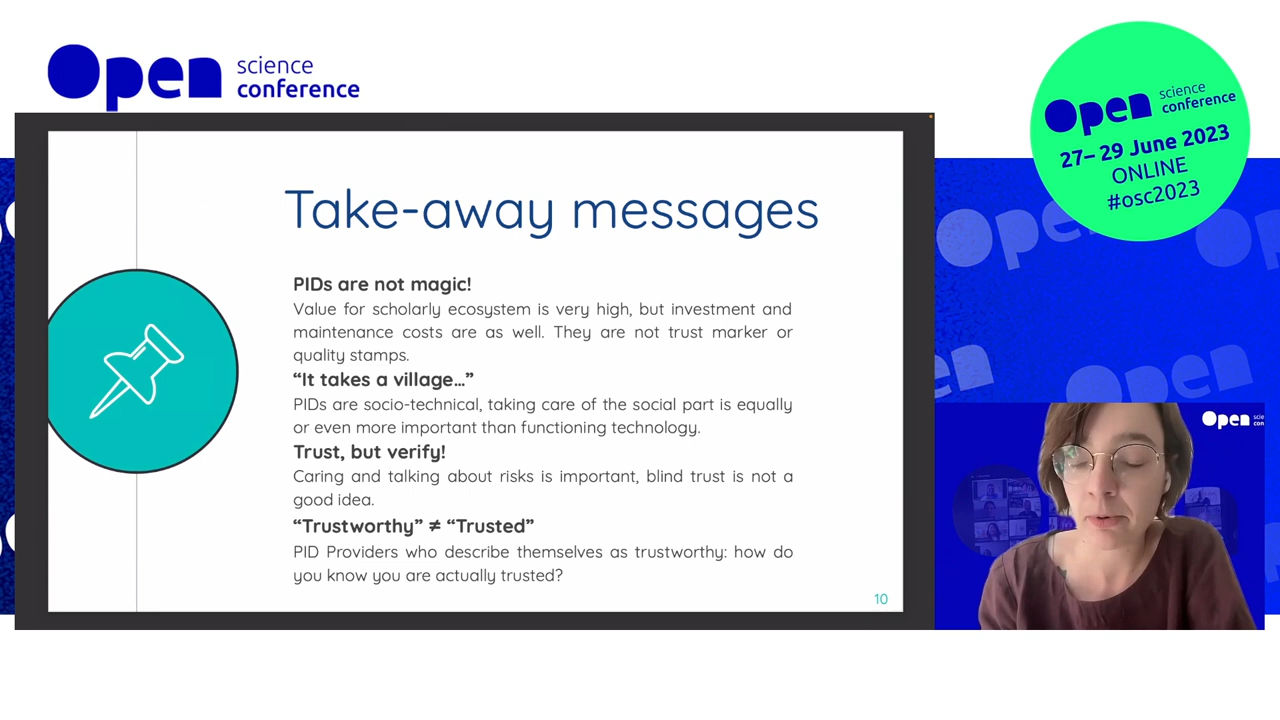 Open science conference
Open science conference
27– 29 June 2023
ONLINE
#osc2023
Take-away messages
PIDs are not magic!
Value for scholarly ecosystem is very high, but investment and
maintenance costs are as well. They are not trust marker or
quality stamps.
“It takes a village…”
PIDs are socio-technical, taking care of the social part is equally
or even more important than functioning technology.
Trust, but verify!
Caring and talking about risks is important, blind trust is not a
good idea.
“Trustworthy” ≠ “Trusted”
PID Providers who describe themselves as trustworthy: how do
you know you are actually trusted?
10
Open
Open
Open
Open sci con